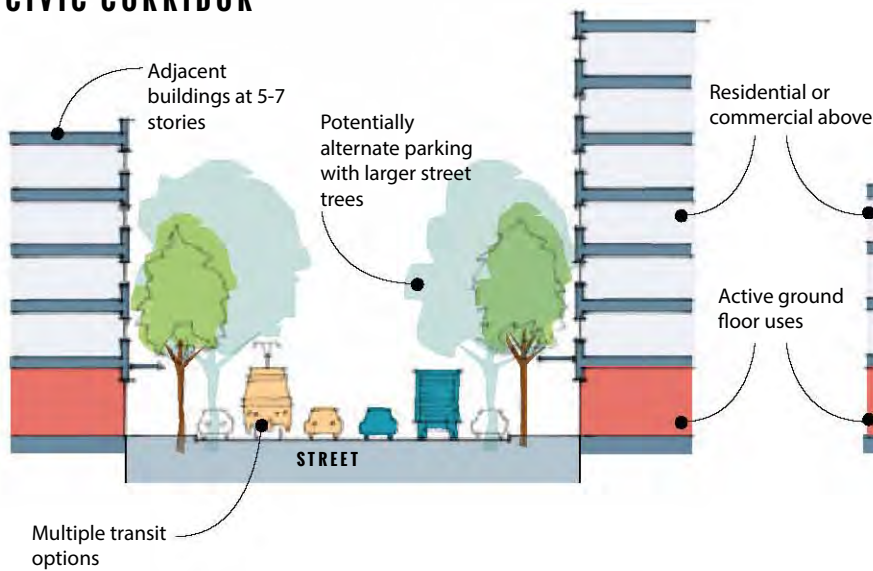 CIVIC CORRIDOR
Adjacent
buildings at 5-7
stories
Potentially
alternate parking
with larger street
trees
Residential or
commercial above
Active ground
floor uses
STREET
Multiple transit
options